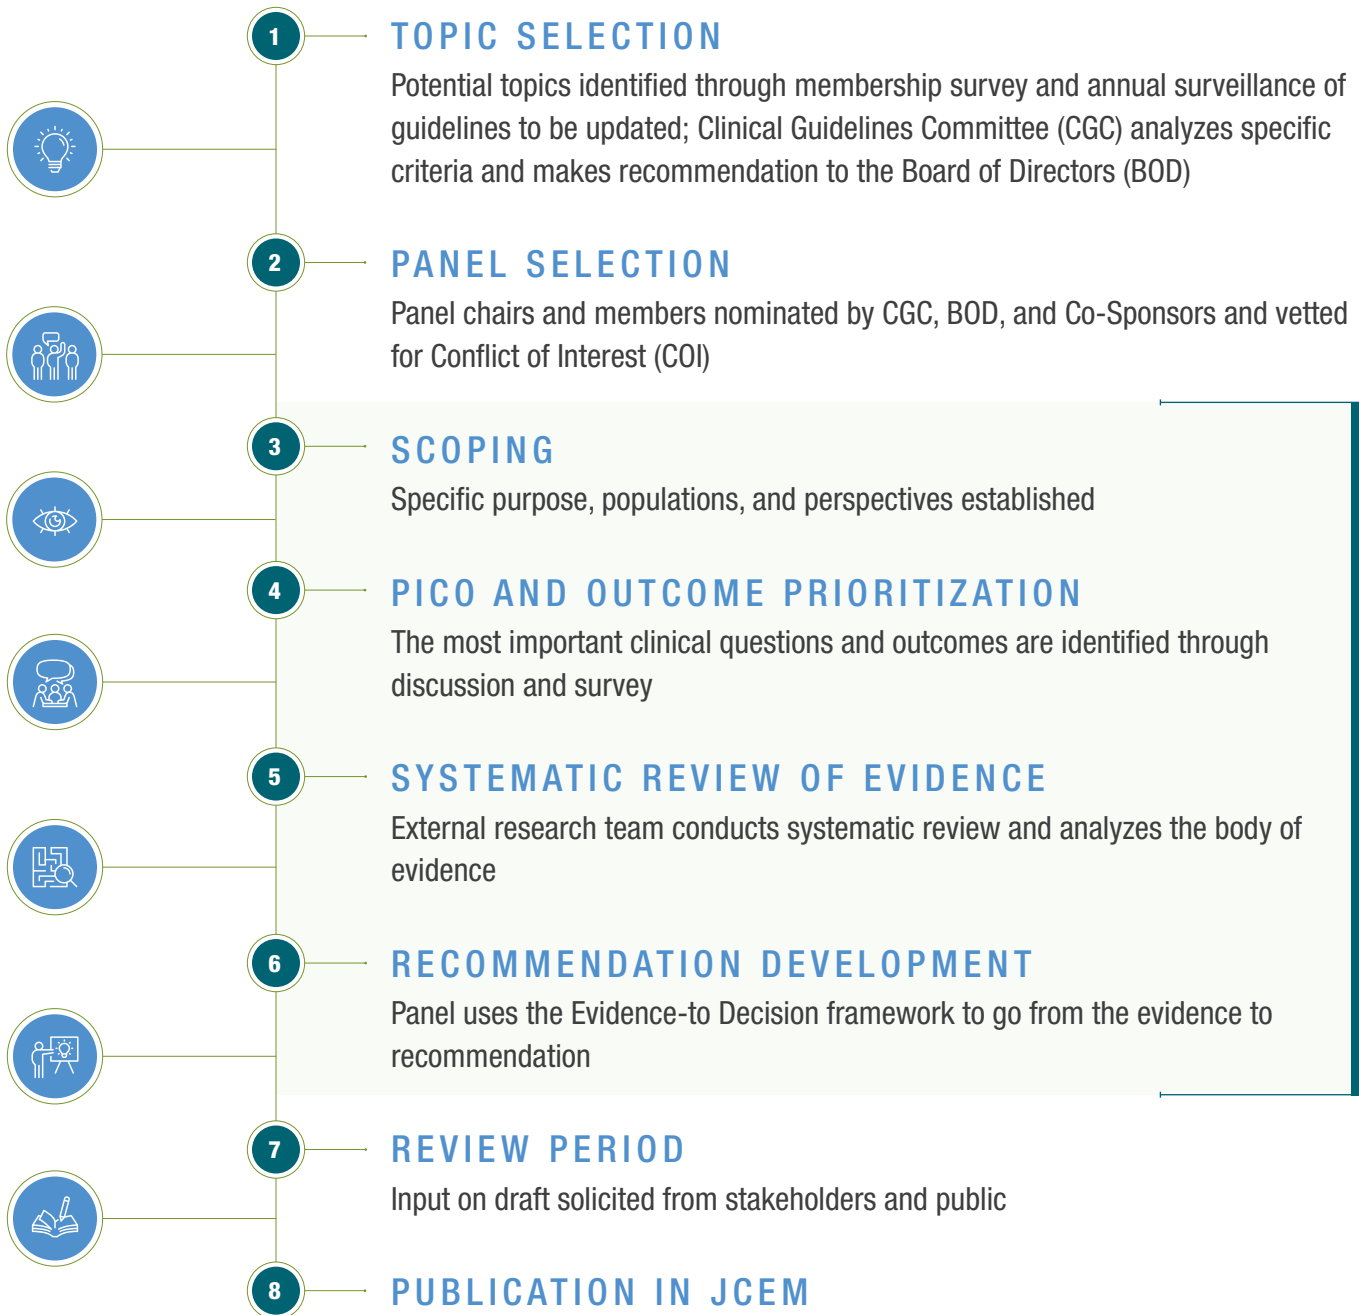 1
TOPIC SELECTION
Potential topics identified through membership survey and annual surveillance of
guidelines to be updated; Clinical Guidelines Committee (CGC) analyzes specific
criteria and makes recommendation to the Board of Directors (BOD)
2
PANEL SELECTION
Panel chairs and members nominated by CGC, BOD, and Co-Sponsors and vetted
for Conflict of Interest (COI)
3
SCOPING
Specific purpose, populations, and perspectives established
4
PICO AND OUTCOME PRIORITIZATION
The most important clinical questions and outcomes are identified through
discussion and survey
5
SYSTEMATIC REVIEW OF EVIDENCE
External research team conducts systematic review and analyzes the body of
evidence
6
RECOMMENDATION DEVELOPMENT
Panel uses the Evidence-to Decision framework to go from the evidence to
recommendation
7
REVIEW PERIOD
Input on draft solicited from stakeholders and public
8
PUBLICATION IN JCEM